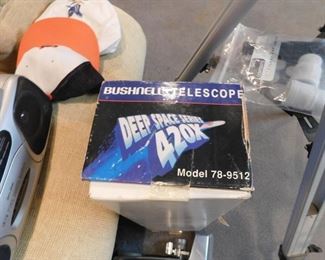 BUSHNELL TELESCOPE
DEEP SPACE SERIES
420X
Model 78-9512